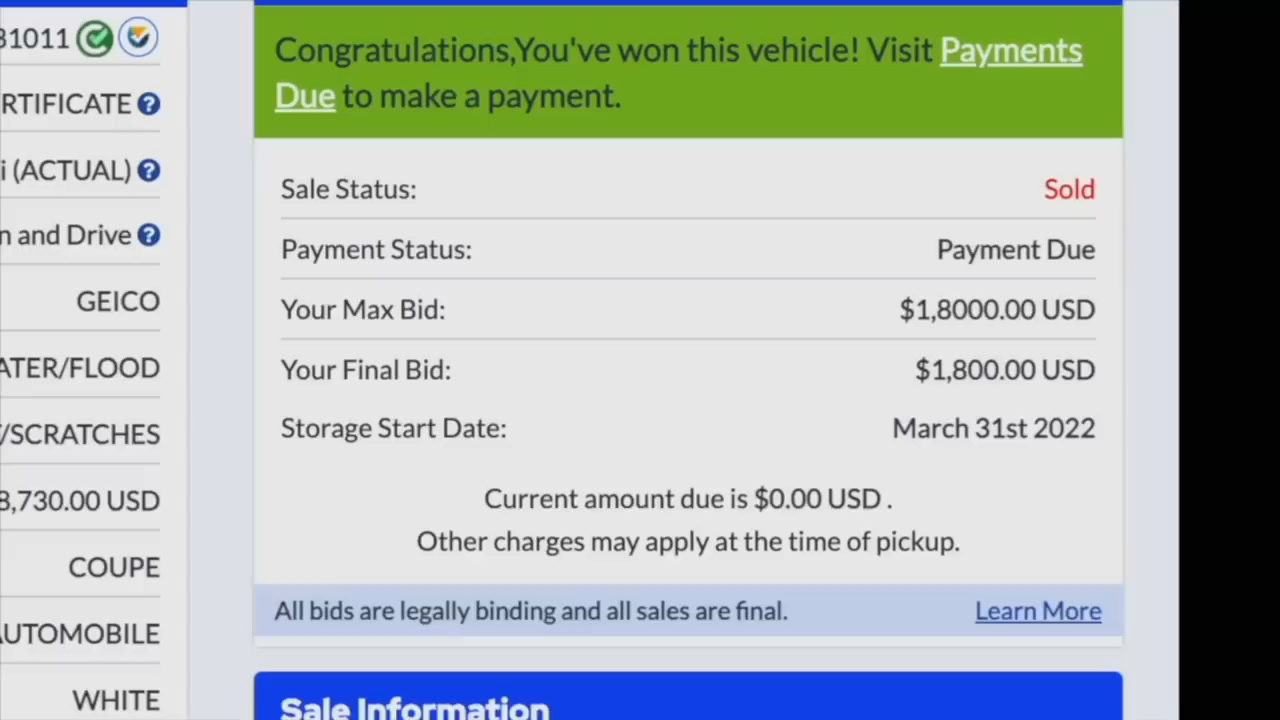 31011
RTIFICATE
i (ACTUAL)
n and Drive
GEICO
ATER/FLOOD
/SCRATCHES
8,730.00 USD
COUPE
AUTOMOBILE
WHITE
Congratulations,You've won this vehicle! Visit Payments
Due to make a payment.
Sale Status: Sold
Payment Status: Payment Due
Your Max Bid: $1,8000.00 USD
Your Final Bid: $1,800.00 USD
Storage Start Date: March 31st 2022
Current amount due is $0.00 USD .
Other charges may apply at the time of pickup.
All bids are legally binding and all sales are final. Learn More
Sale Information